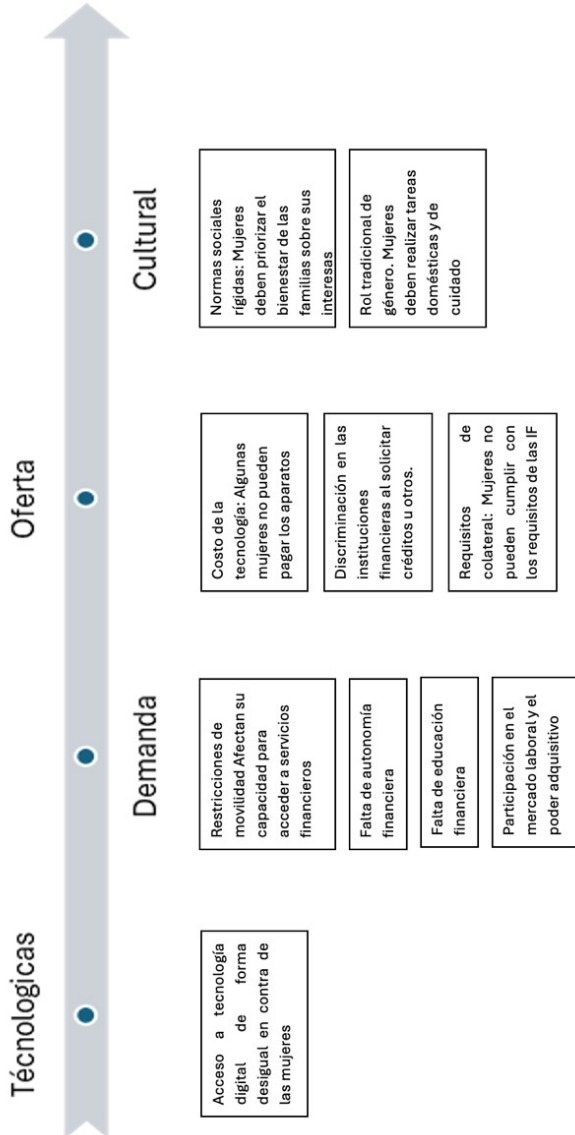 Técnologicas
Acceso a tecnología
digital de forma
desigual en contra de
las mujeres
Demanda
Restricciones de
movilidad Afectan su
capacidad para
acceder a servicios
financieros
Falta de autonomía
financiera
Falta de educación
financiera
Participación en el
mercado laboral y el
poder adquisitivo
Oferta
Costo de la
tecnología: Algunas
mujeres no pueden
pagar los aparatos
Discriminación en las
instituciones
financieras al solicitar
créditos u otros.
Requisitos de
colateral: Mujeres no
pueden cumplir con
los requisitos de las IF
Cultural
Normas sociales
rígidas: Mujeres
deben priorizar el
bienestar de las
familias sobre sus
interesas
Rol tradicional de
género. Mujeres
deben realizar tareas
domésticas y de
cuidado